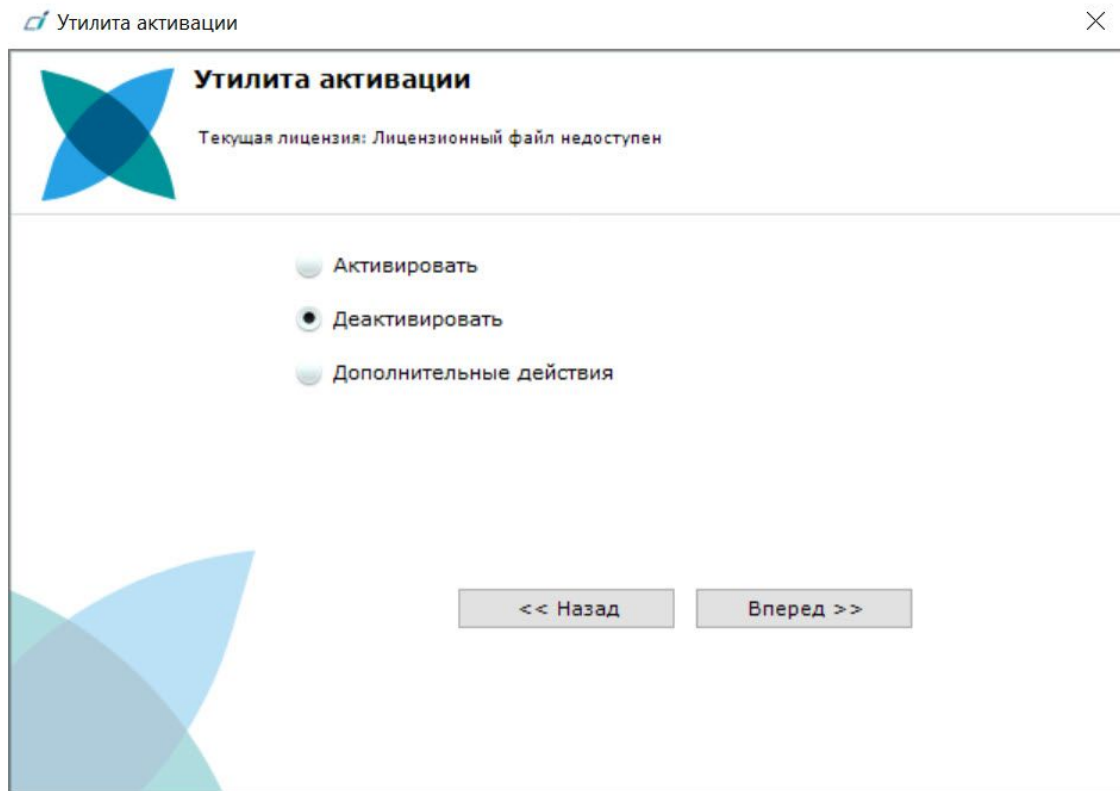 Утилита активации
Утилита активации
Текущая лицензия: Лицензионный файл недоступен
Активировать
Деактивировать
Дополнительные действия
<< Назад
Вперед >>